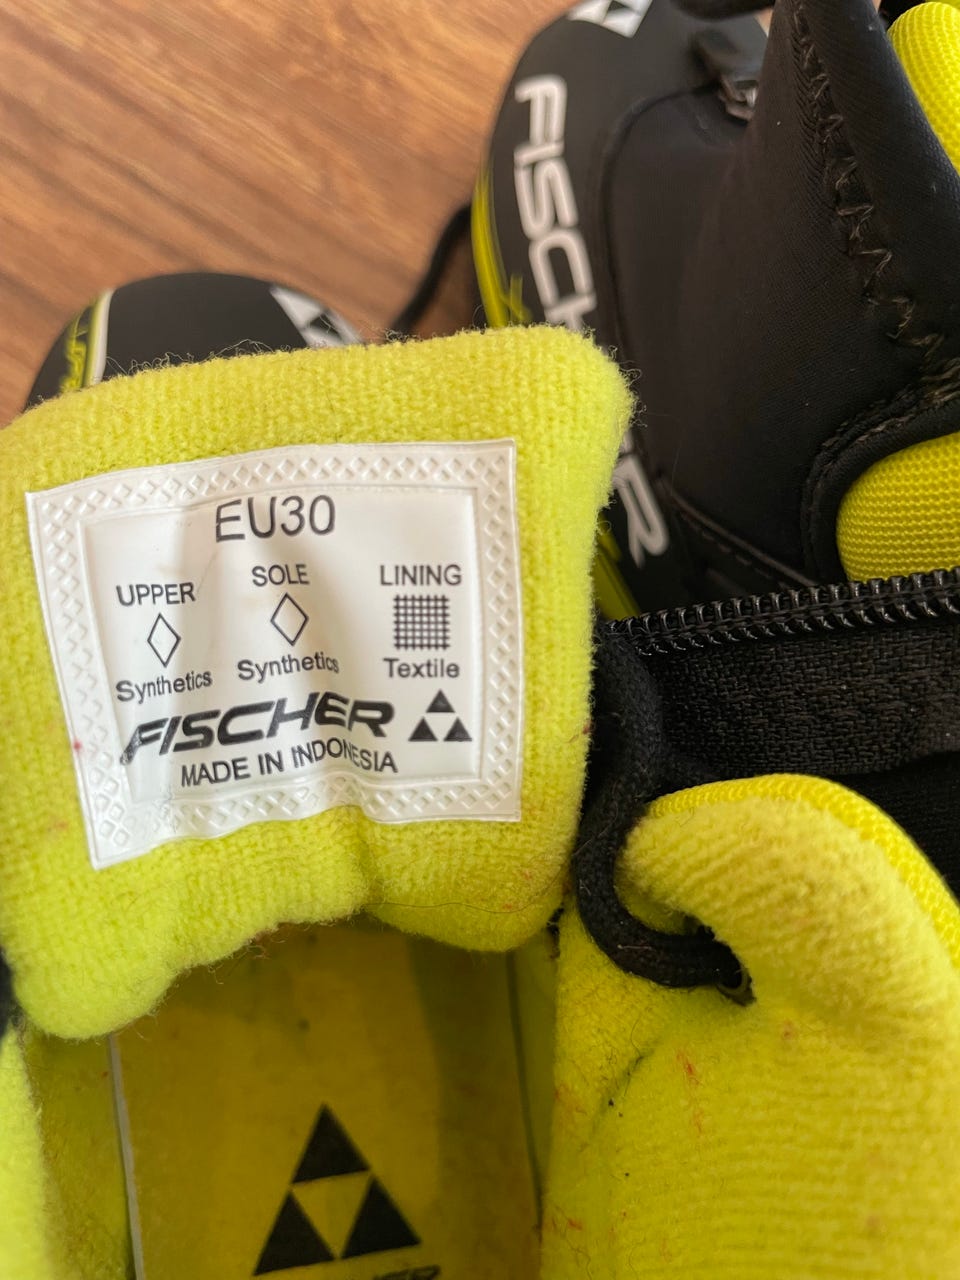 FISCHER
EU30
UPPER SOLE LINING
Synthetics Synthetics Textile
FISCHER
MADE IN INDONESIA